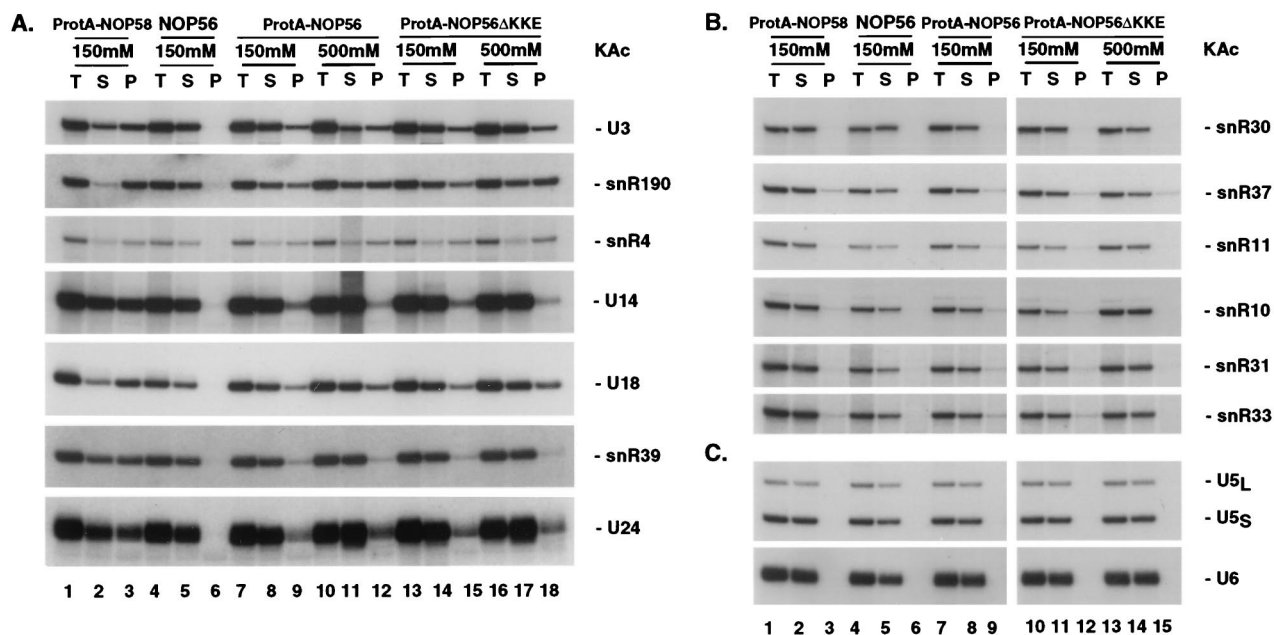 A.
ProtA-NOP58 NOP56 ProtA-NOP56 ProtA-NOP56ΔKKE
150mM 150mM 150mM 500mM 150mM 500mM KAc
T S P T S P T S P T S P T S P T S P
- U3
- snR190
- snR4
- U14
- U18
- snR39
- U24
1 2 3 4 5 6 7 8 9 10 11 12 13 14 15 16 17 18
B.
ProtA-NOP58 NOP56 ProtA-NOP56 ProtA-NOP56ΔKKE
150mM 150mM 150mM 150mM 500mM KAc
T S P T S P T S P T S P T S P
- snR30
- snR37
- snR11
- snR10
- snR31
- snR33
C.
- U5L
- U5S
- U6
1 2 3 4 5 6 7 8 9 10 11 12 13 14 15